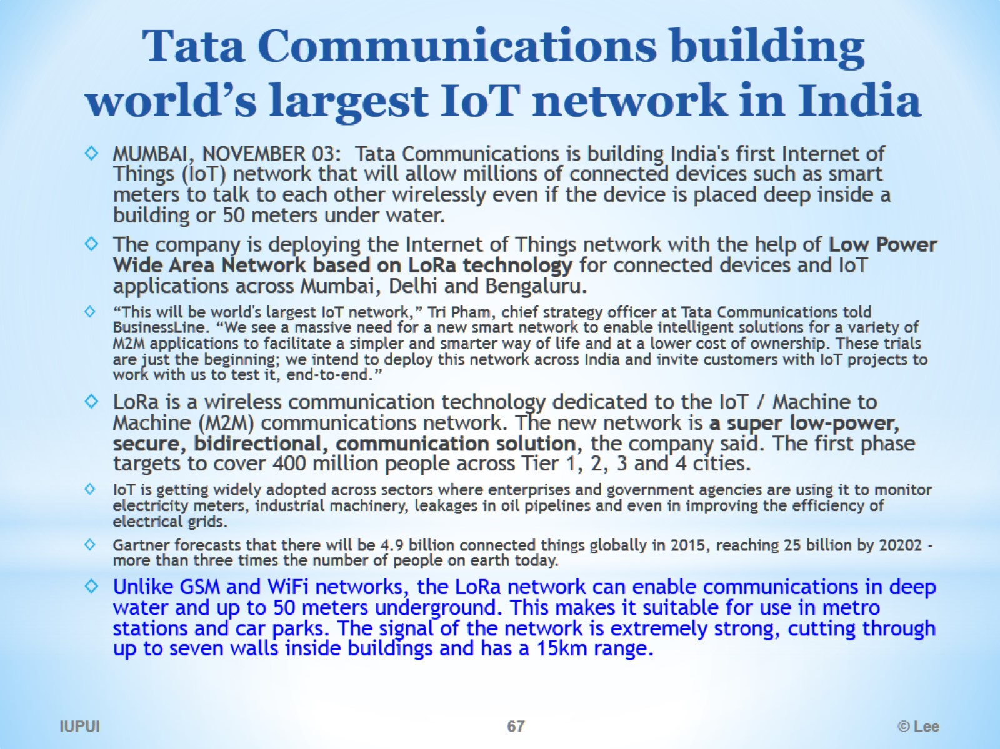 Tata Communications building
world’s largest IoT network in India
◇ MUMBAI, NOVEMBER 03:  Tata Communications is building India's first Internet of
Things (IoT) network that will allow millions of connected devices such as smart
meters to talk to each other wirelessly even if the device is placed deep inside a
building or 50 meters under water.
◇ The company is deploying the Internet of Things network with the help of Low Power
Wide Area Network based on LoRa technology for connected devices and IoT
applications across Mumbai, Delhi and Bengaluru.
◇ “This will be world's largest IoT network,” Tri Pham, chief strategy officer at Tata Communications told
BusinessLine. “We see a massive need for a new smart network to enable intelligent solutions for a variety of
M2M applications to facilitate a simpler and smarter way of life and at a lower cost of ownership. These trials
are just the beginning; we intend to deploy this network across India and invite customers with IoT projects to
work with us to test it, end-to-end.”
◇ LoRa is a wireless communication technology dedicated to the IoT / Machine to
Machine (M2M) communications network. The new network is a super low-power,
secure, bidirectional, communication solution, the company said. The first phase
targets to cover 400 million people across Tier 1, 2, 3 and 4 cities.
◇ IoT is getting widely adopted across sectors where enterprises and government agencies are using it to monitor
electricity meters, industrial machinery, leakages in oil pipelines and even in improving the efficiency of
electrical grids.
◇ Gartner forecasts that there will be 4.9 billion connected things globally in 2015, reaching 25 billion by 20202 -
more than three times the number of people on earth today.
◇ Unlike GSM and WiFi networks, the LoRa network can enable communications in deep
water and up to 50 meters underground. This makes it suitable for use in metro
stations and car parks. The signal of the network is extremely strong, cutting through
up to seven walls inside buildings and has a 15km range.
IUPUI 67 © Lee